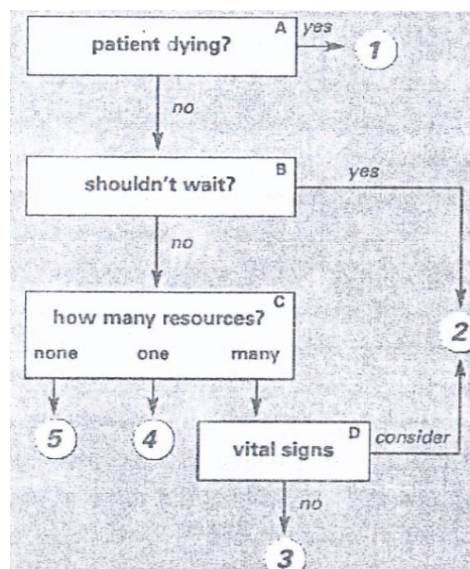 A
patient dying?
yes
1
no
B
shouldn't wait?
yes
no
C
how many resources?
none one many
2
5
4
D
vital signs
consider
no
3